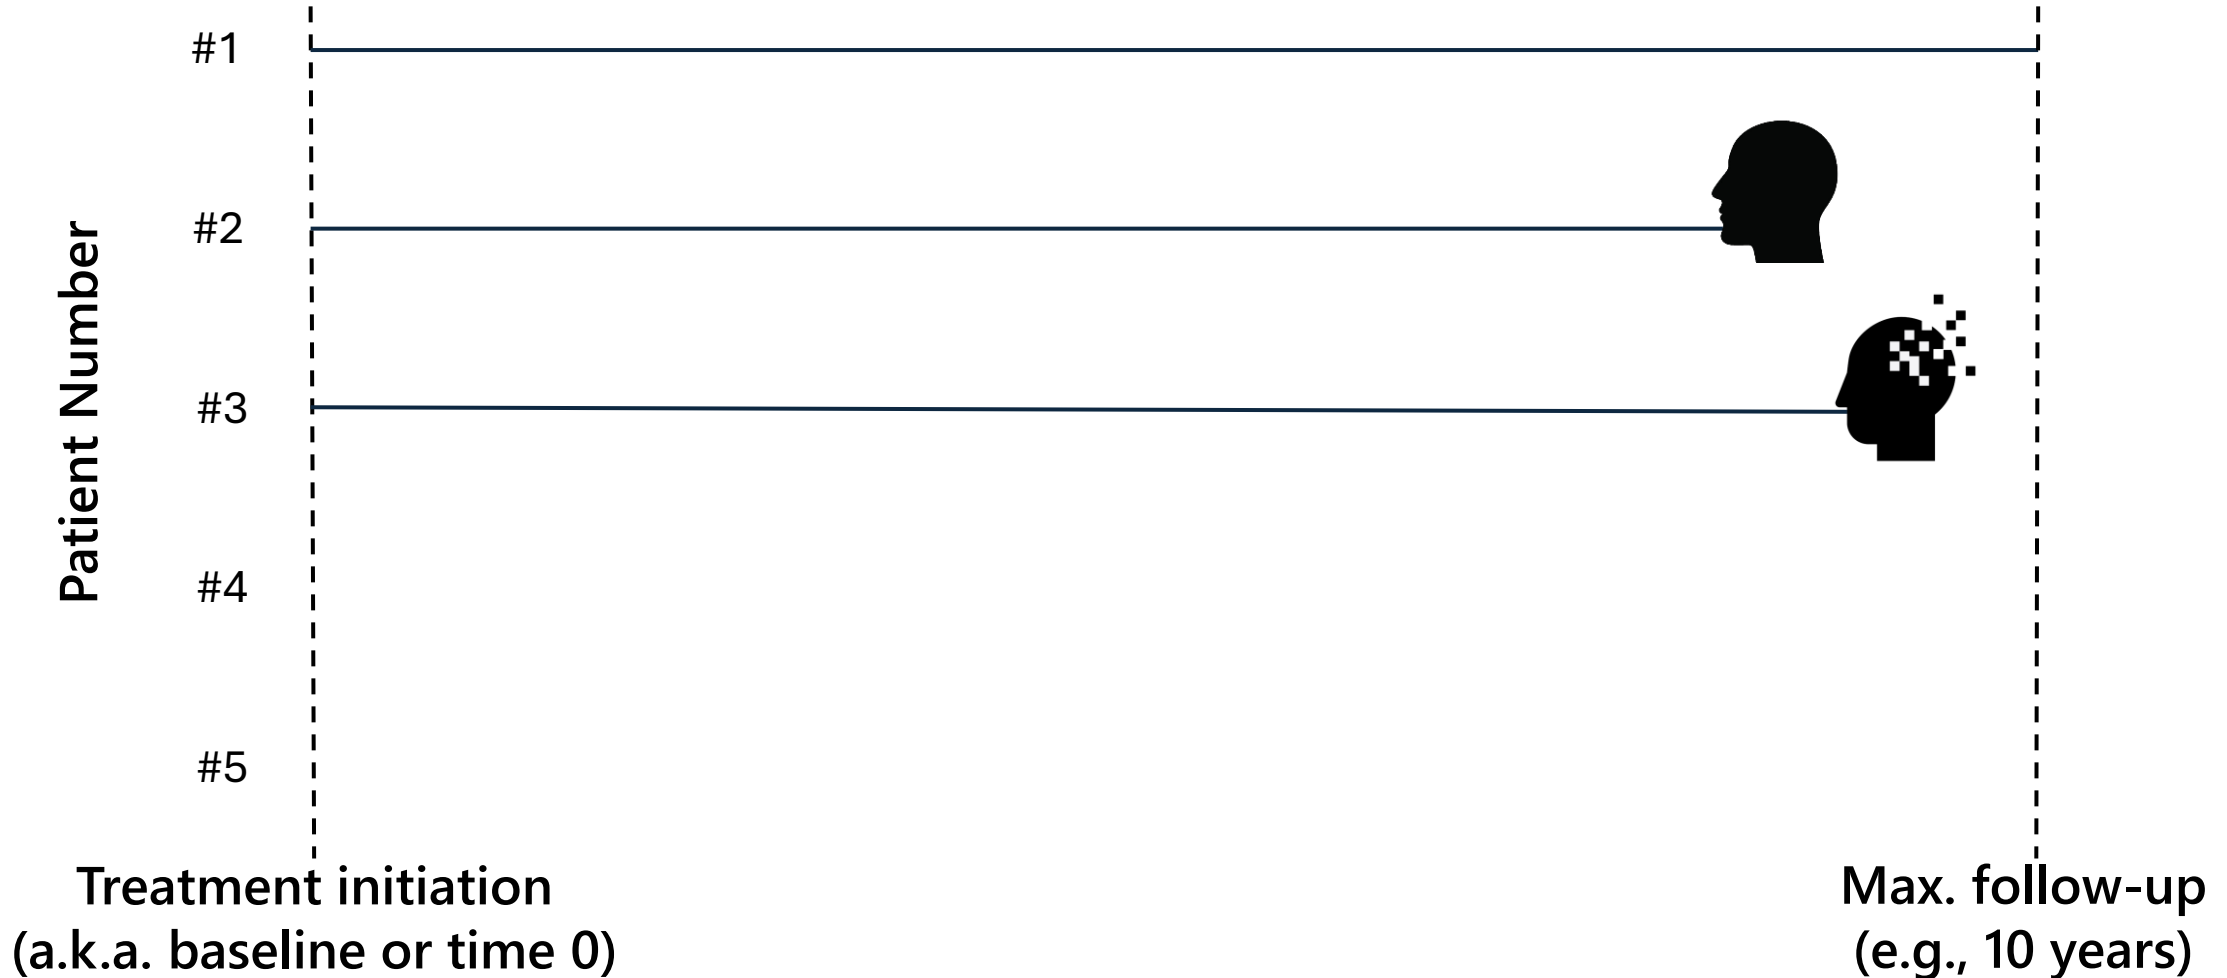 Patient Number
#1
#2
#3
#4
#5
Treatment initiation
(a.k.a. baseline or time 0)
Max. follow-up
(e.g., 10 years)